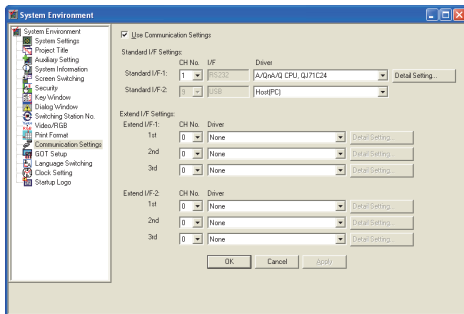 System Environment
System Environment
System Settings
Project Title
Auxiliary Setting
System Information
Screen Switching
Security
Key Window
Dialog Window
Switching Station No.
Video/RGB
Print Format
Communication Settings
GOT Setup
Language Switching
Clock Setting
Startup Logo
Use Communication Settings
Standard I/F Settings:
CH No. I/F Driver
Standard I/F-1: 1 RS232 A/QnA/Q CPU, QJ71C24 Detail Setting...
Standard I/F-2: 9 USB Host(PC)
Extend I/F Settings:
Extend I/F-1: CH No. Driver
1st 0 None Detail Setting...
2nd 0 None Detail Setting...
3rd 0 None Detail Setting...
Extend I/F-2: CH No. Driver
1st 0 None Detail Setting...
2nd 0 None Detail Setting...
3rd 0 None Detail Setting...
OK Cancel Apply